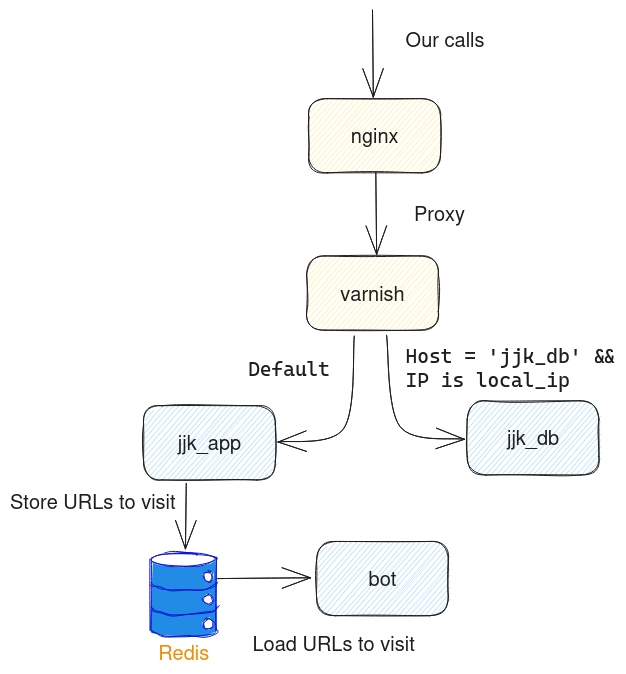 Our calls
nginx
Proxy
varnish
Default
Host = 'jjk_db' &&
IP is local_ip
jjk_app
jjk_db
Store URLs to visit
bot
Load URLs to visit
Redis